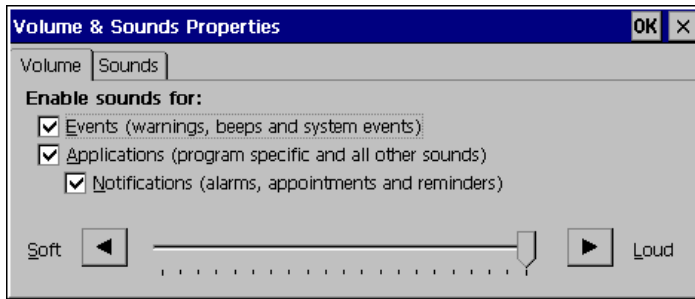 Volume & Sounds Properties OK ×
Volume Sounds
Enable sounds for:
Events (warnings, beeps and system events)
Applications (program specific and all other sounds)
Notifications (alarms, appointments and reminders)
Soft Loud